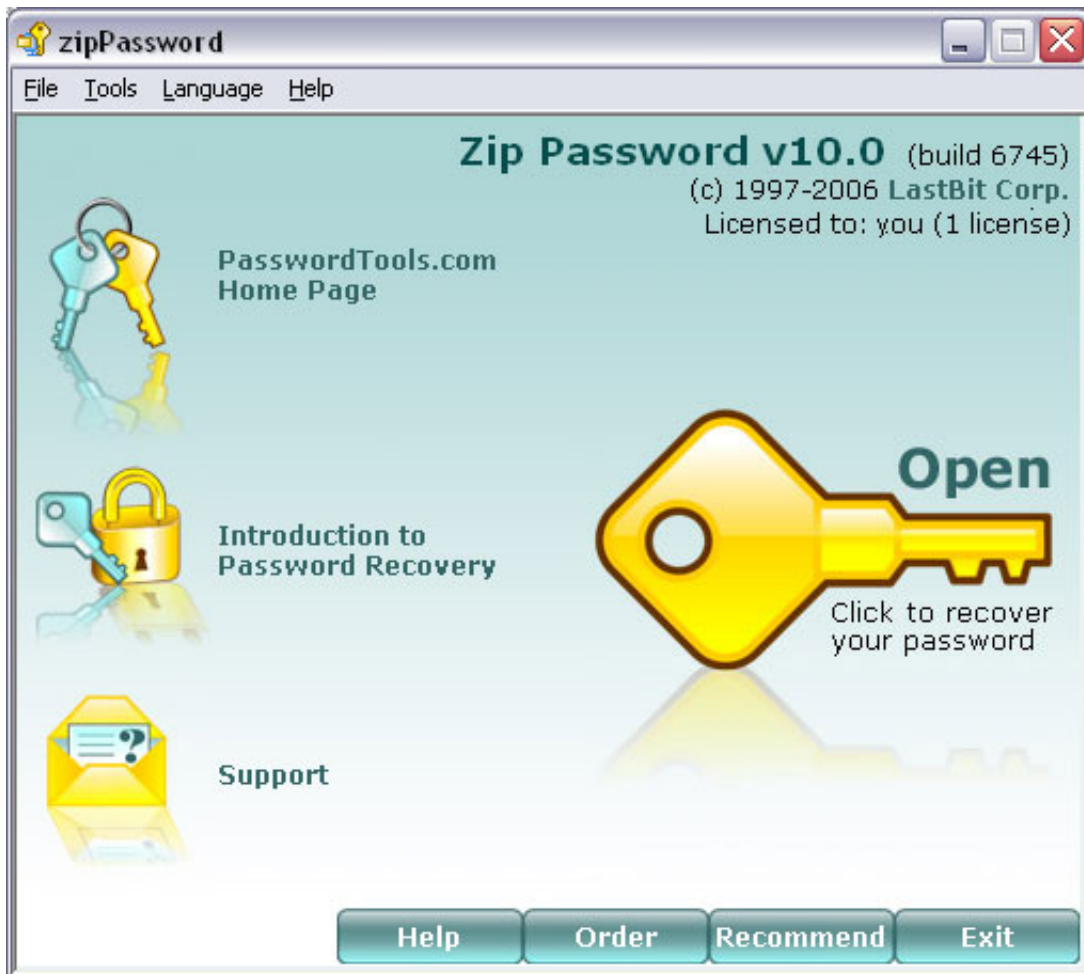 zipPassword
File Tools Language Help
Zip Password v10.0 (build 6745)
(c) 1997-2006 LastBit Corp.
Licensed to: you (1 license)
PasswordTools.com
Home Page
Open
Click to recover
your password
Introduction to
Password Recovery
?
Support
Help Order Recommend Exit